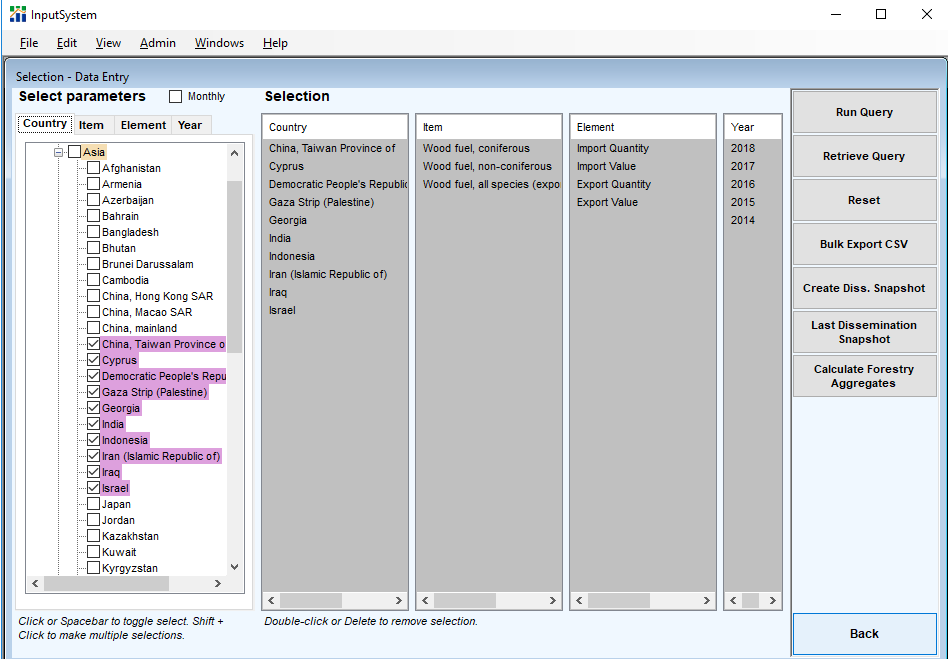 InputSystem
File Edit View Admin Windows Help
Selection - Data Entry
Select parameters
Monthly
Country Item Element Year
Asia
Afghanistan
Armenia
Azerbaijan
Bahrain
Bangladesh
Bhutan
Brunei Darussalam
Cambodia
China, Hong Kong SAR
China, Macao SAR
China, mainland
China, Taiwan Province o
Cyprus
Democratic People's Repu
Gaza Strip (Palestine)
Georgia
India
Indonesia
Iran (Islamic Republic of)
Iraq
Israel
Japan
Jordan
Kazakhstan
Kuwait
Kyrgyzstan
Click or Spacebar to toggle select. Shift +
Click to make multiple selections.
Selection
Country
China, Taiwan Province of
Cyprus
Democratic People's Republic
Gaza Strip (Palestine)
Georgia
India
Indonesia
Iran (Islamic Republic of)
Iraq
Israel
Item
Wood fuel, coniferous
Wood fuel, non-coniferous
Wood fuel, all species (expo
Element
Import Quantity
Import Value
Export Quantity
Export Value
Year
2018
2017
2016
2015
2014
Double-click or Delete to remove selection.
Run Query
Retrieve Query
Reset
Bulk Export CSV
Create Diss. Snapshot
Last Dissemination
Snapshot
Calculate Forestry
Aggregates
Back